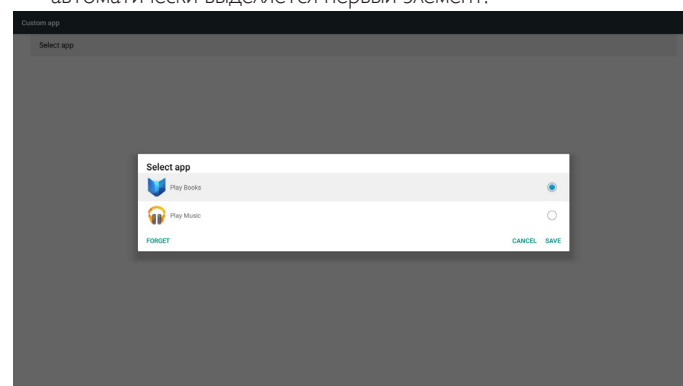 автоматически выделяется первый элемент.
Custom app
Select app
Select app
Play Books
Play Music
FORGET CANCEL SAVE